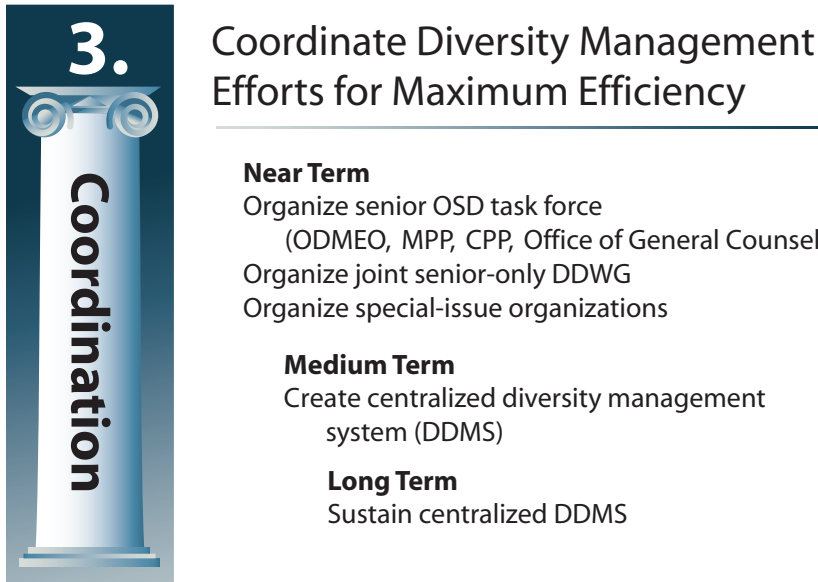 3.
Coordination
Coordinate Diversity Management
Efforts for Maximum Efficiency
Near Term
Organize senior OSD task force
(ODMEO, MPP, CPP, Office of General Counsel
Organize joint senior-only DDWG
Organize special-issue organizations
Medium Term
Create centralized diversity management
system (DDMS)
Long Term
Sustain centralized DDMS